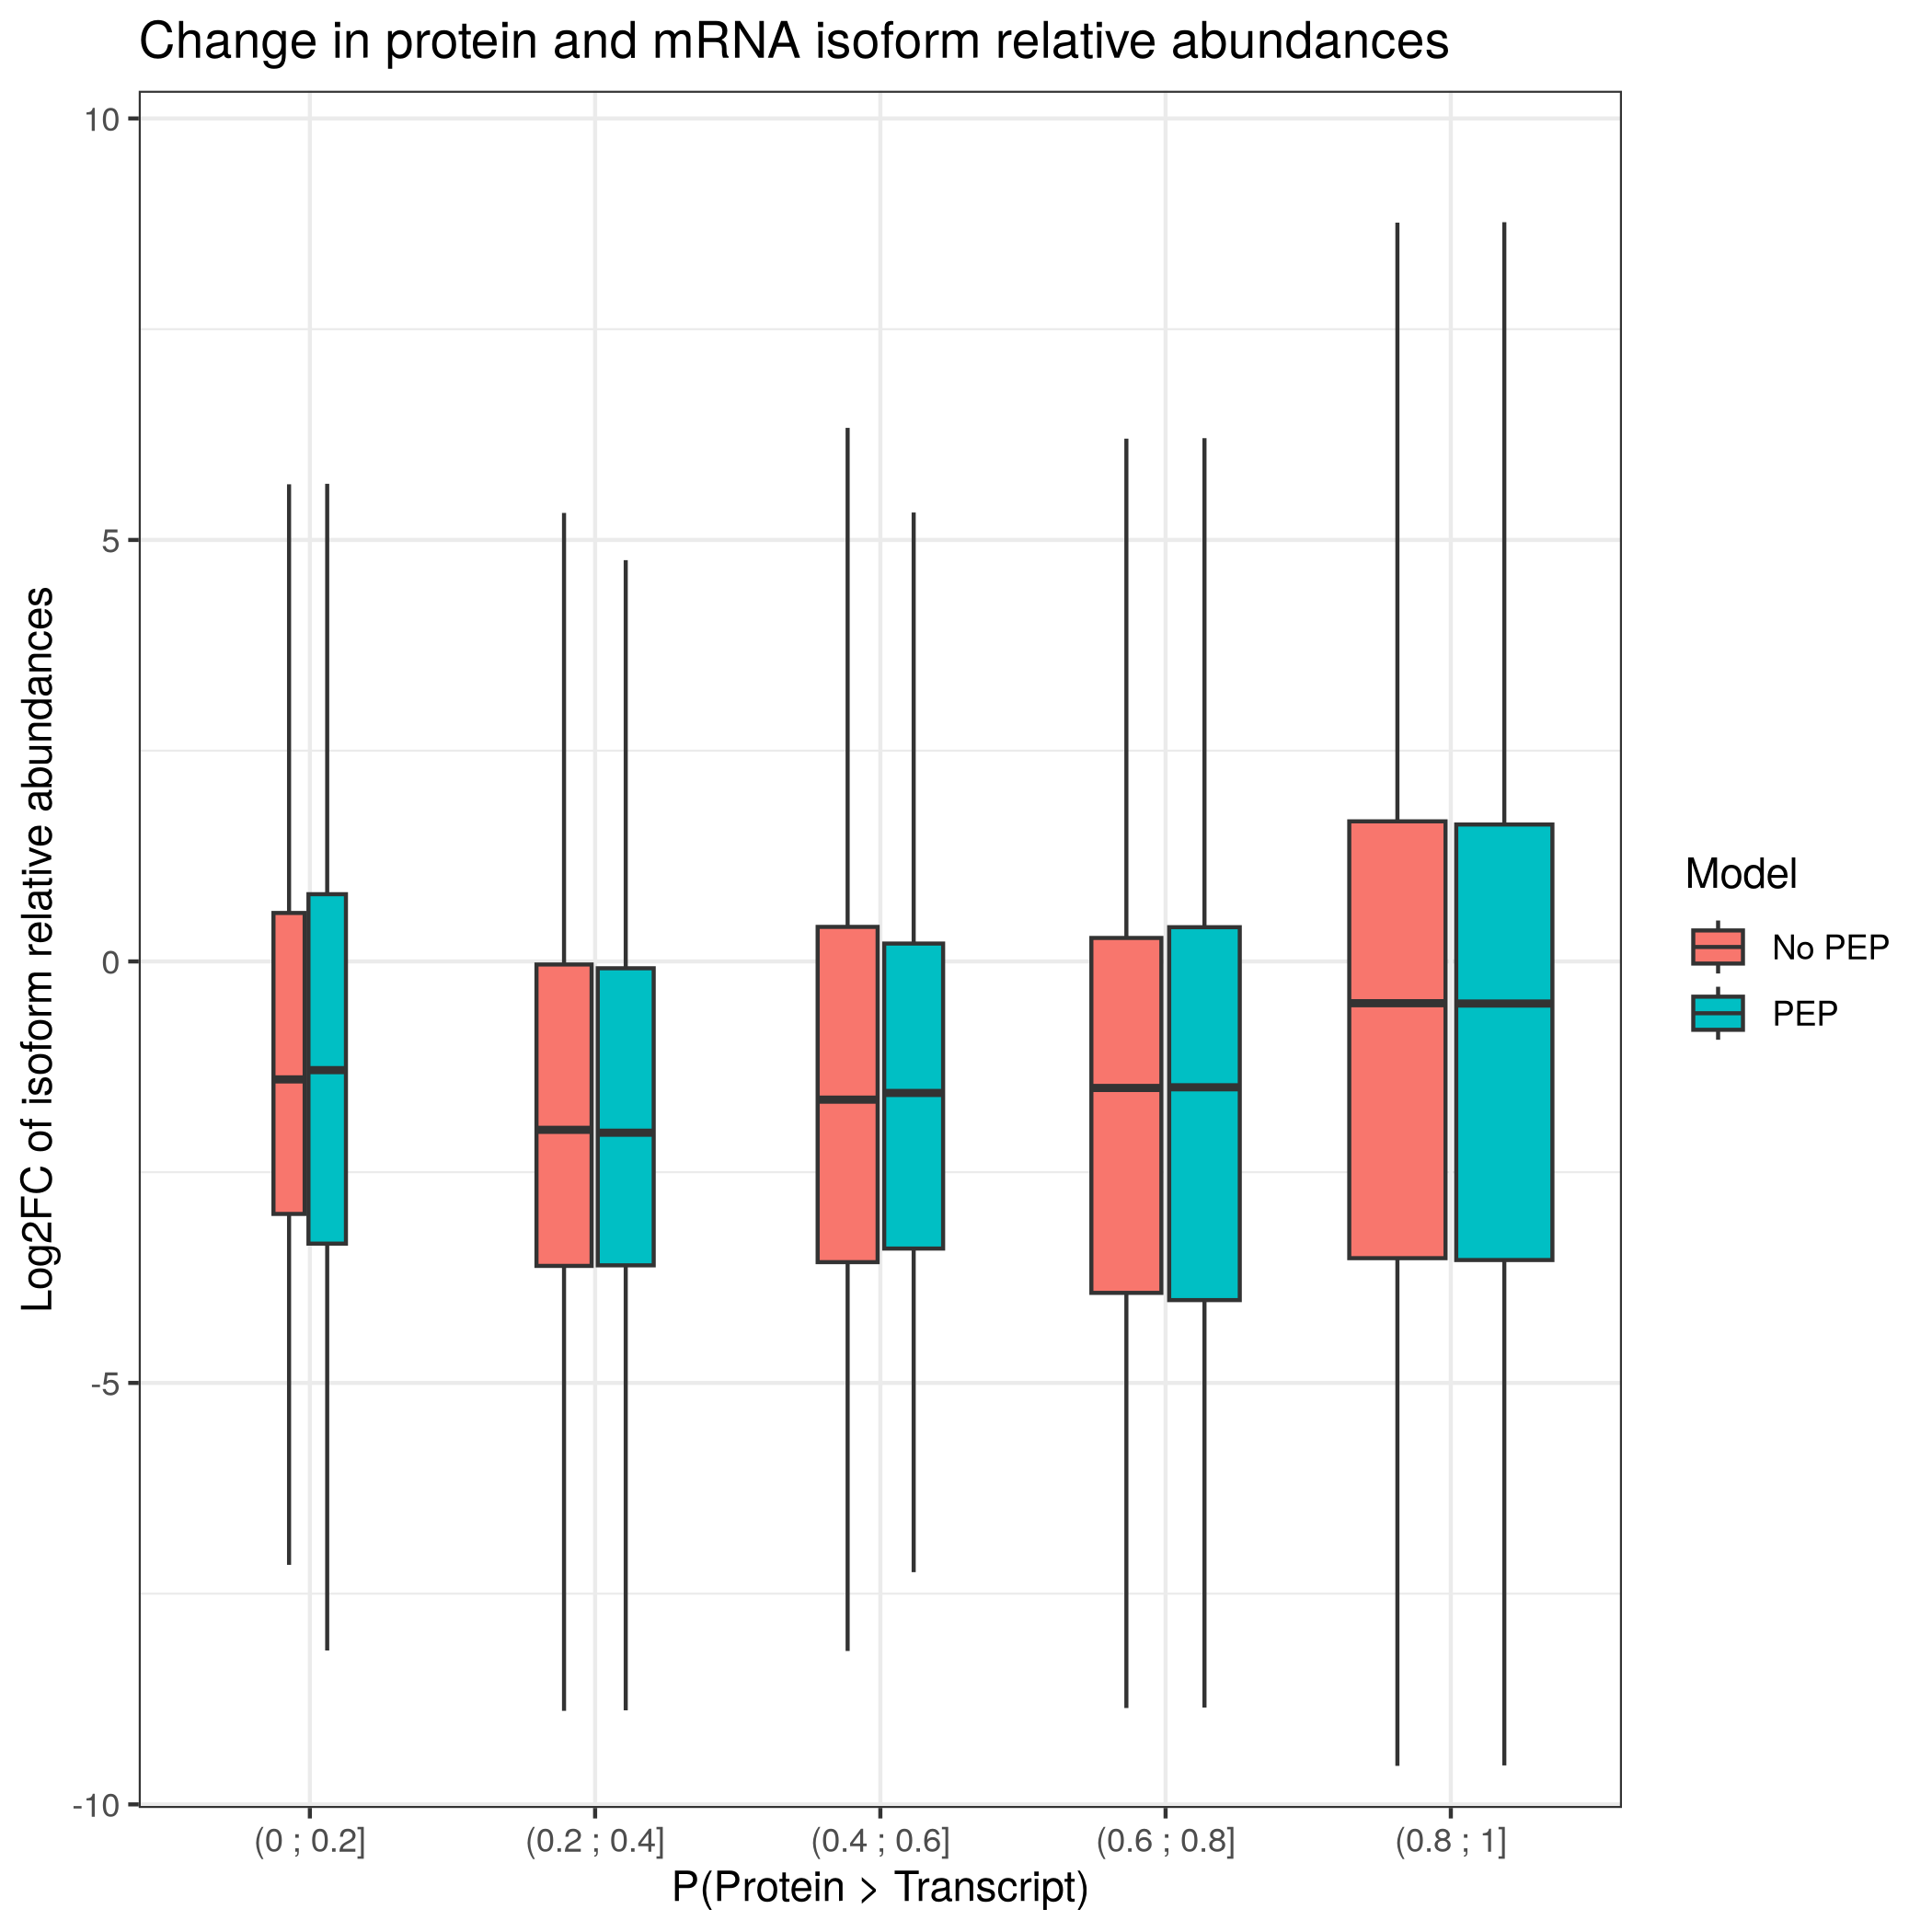 Change in protein and mRNA isoform relative abundances
Log2FC of isoform relative abundances
10
5
0
-5
-10
(0 ; 0.2]
(0.2 ; 0.4]
(0.4 ; 0.6]
(0.6 ; 0.8]
(0.8 ; 1]
P(Protein > Transcript)
Model
No PEP
PEP